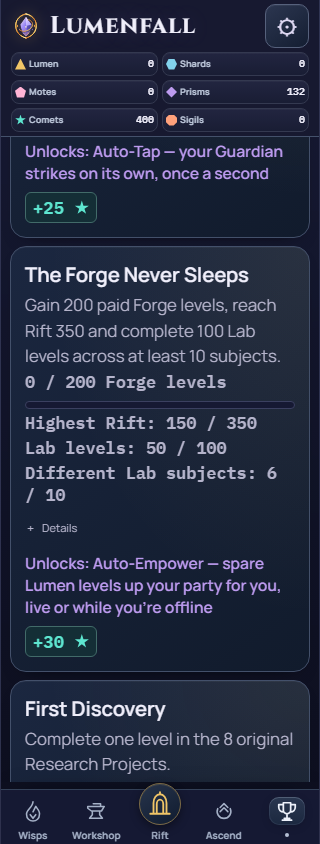 LUMENFALL
Lumen 0
Shards 0
Motes 0
Prisms 132
Comets 400
Sigils 0
Unlocks: Auto-Tap — your Guardian
strikes on its own, once a second
+25 ★
The Forge Never Sleeps
Gain 200 paid Forge levels, reach
Rift 350 and complete 100 Lab
levels across at least 10 subjects.
0 / 200 Forge levels
Highest Rift: 150 / 350
Lab levels: 50 / 100
Different Lab subjects: 6
/ 10
+ Details
Unlocks: Auto-Empower — spare
Lumen levels up your party for you,
live or while you're offline
+30 ★
First Discovery
Complete one level in the 8 original
Research Projects.
Wisps
Workshop
Rift
Ascend